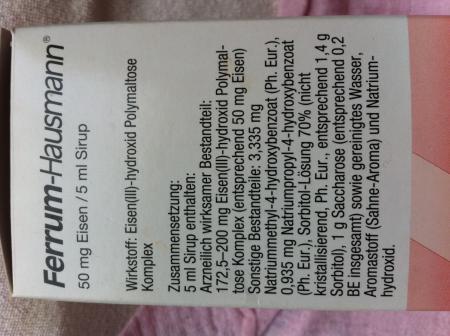 Ferrum-Hausmann®
50 mg Eisen / 5 ml Sirup
Wirkstoff: Eisen(III)-hydroxid Polymaltose
Komplex
Zusammensetzung:
5 ml Sirup enthalten:
Arzneilich wirksamer Bestandteil:
172,5–200 mg Eisen(III)-hydroxid Polymal-
tose Komplex (entsprechend 50 mg Eisen)
Sonstige Bestandteile: 3,335 mg
Natriummethyl-4-hydroxybenzoat (Ph. Eur.),
0,935 mg Natriumpropyl-4-hydroxybenzoat
(Ph. Eur.), Sorbitol-Lösung 70% (nicht
kristallisierend, Ph. Eur., entsprechend 1,4 g
Sorbitol), 1 g Saccharose (entsprechend 0,2
BE insgesamt) sowie gereinigtes Wasser,
Aromastoff (Sahne-Aroma) und Natrium-
hydroxid.